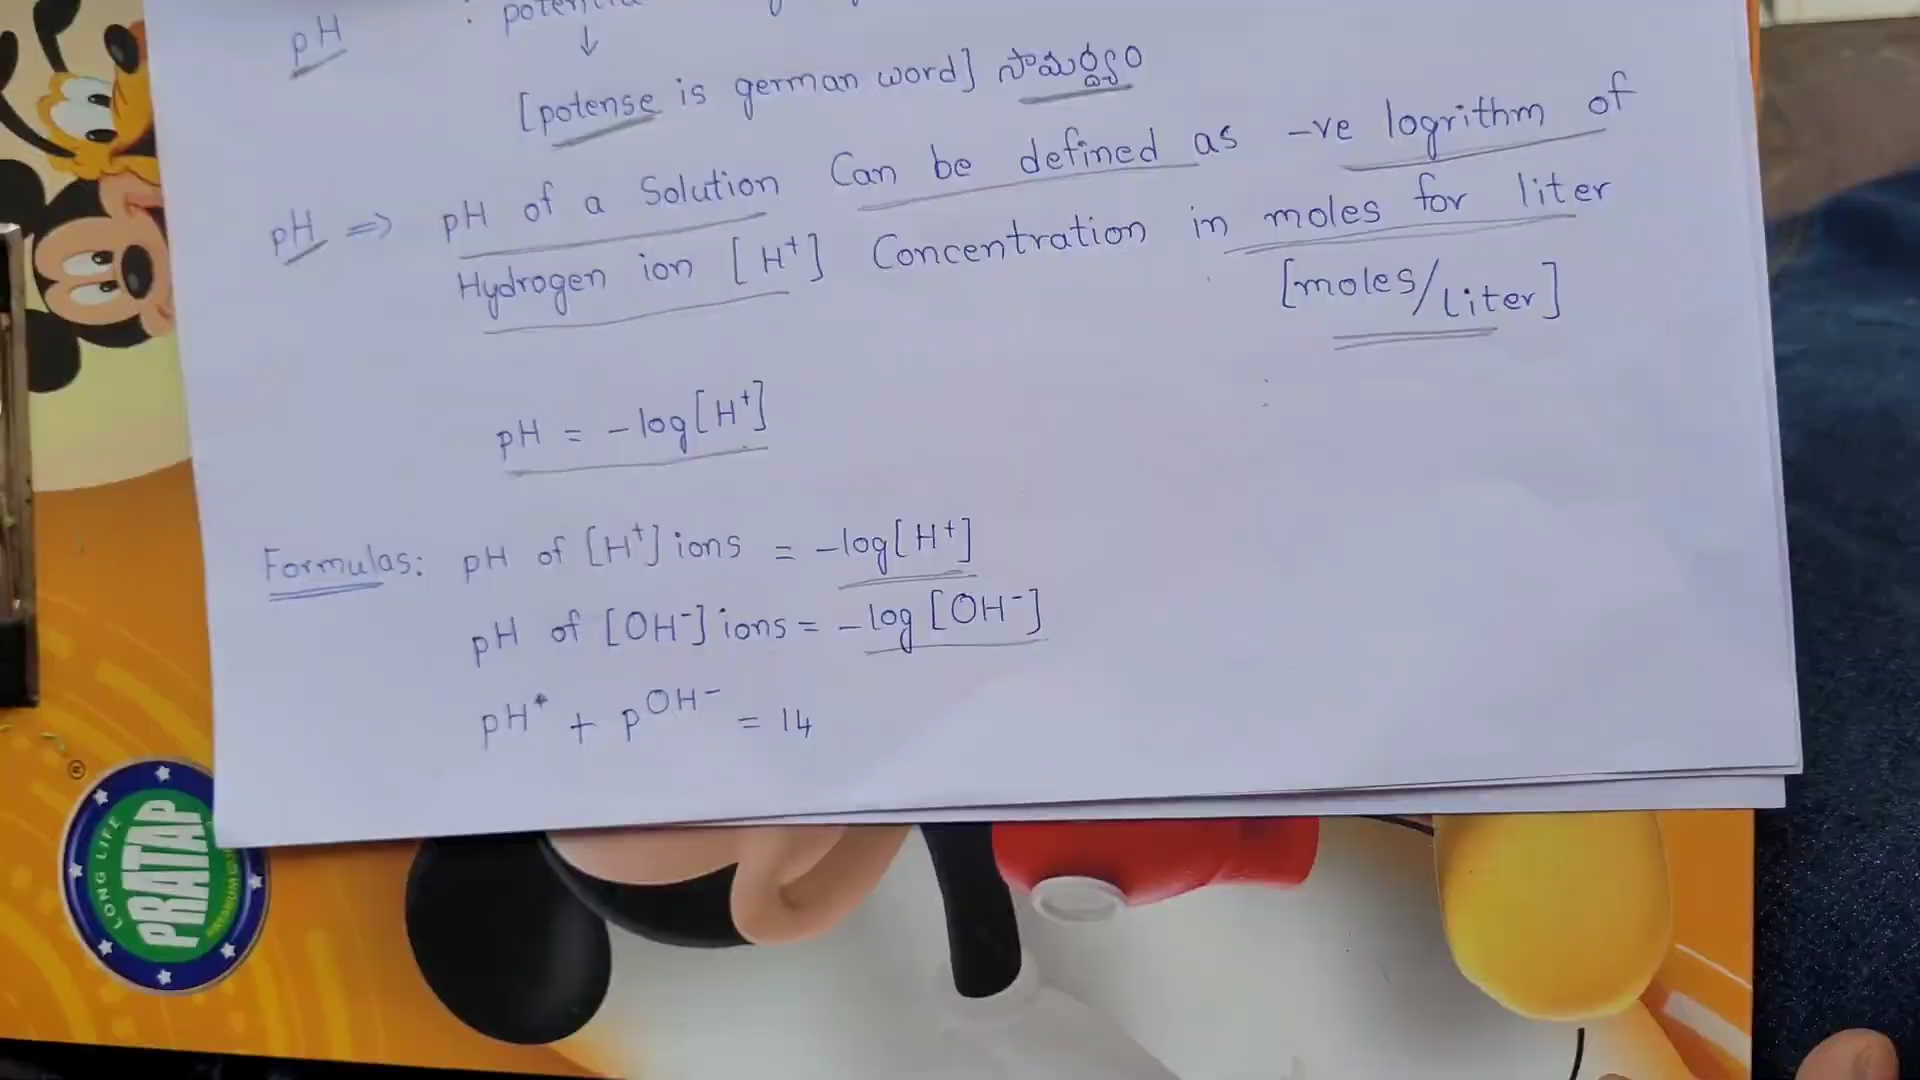 pH :
[potense is german word] సామర్థ్యం
pH ⇒ pH of a Solution Can be defined as -ve logrithm of
Hydrogen ion [H⁺] Concentration in moles for liter
[moles/Liter]
pH = -log[H⁺]
Formulas: pH of [H⁺] ions = -log[H⁺]
pH of [OH⁻] ions = -log [OH⁻]
pH⁺ + pOH⁻ = 14
®
LONG LIFE
PRATAP